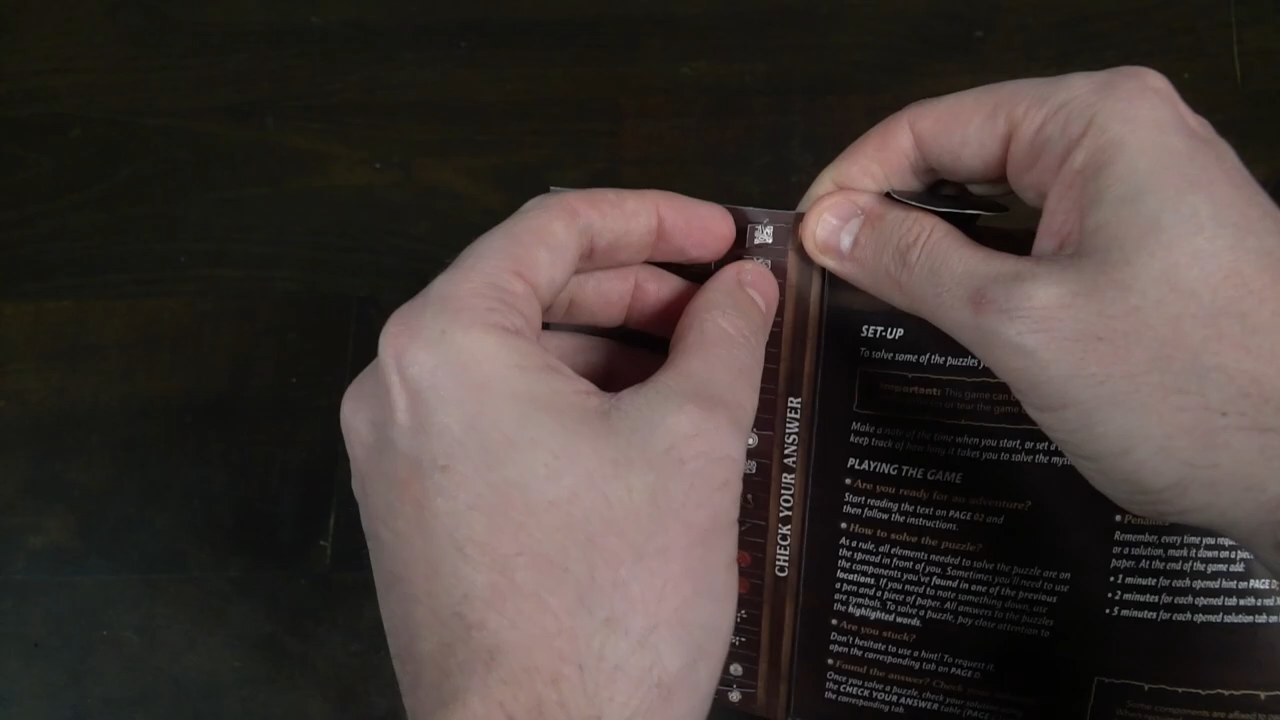 CHECK YOUR ANSWER
SET-UP
To solve some of the puzzles
Important: This game can b
or tear the game
Make a note of the time when you start, or set a
keep track of how long it takes you to solve the
PLAYING THE GAME
Are you ready for an adventure?
Start reading the text on PAGE 02 and
then follow the instructions.
How to solve the puzzle?
As a rule, all elements needed to solve the puzzle are on
the spread in front of you. Sometimes you'll need to use
the components you've found in one of the previous
locations. If you need to note something down, use
a pen and a piece of paper. All answers to the puzzles
are symbols. To solve a puzzle, pay close attention to
the highlighted words.
Are you stuck?
Don't hesitate to use a hint! To request it,
open the corresponding tab on PAGE
Found the answer? Check your
Once you solve a puzzle, check your solution
the CHECK YOUR ANSWER table
the corresponding tab.
Remember, every time you
or a solution, mark it down on a
paper. At the end of the game add:
• 1 minute for each opened hint on PAGE
• 2 minutes for each opened tab with a red
• 5 minutes for each opened solution tab on
Some components are